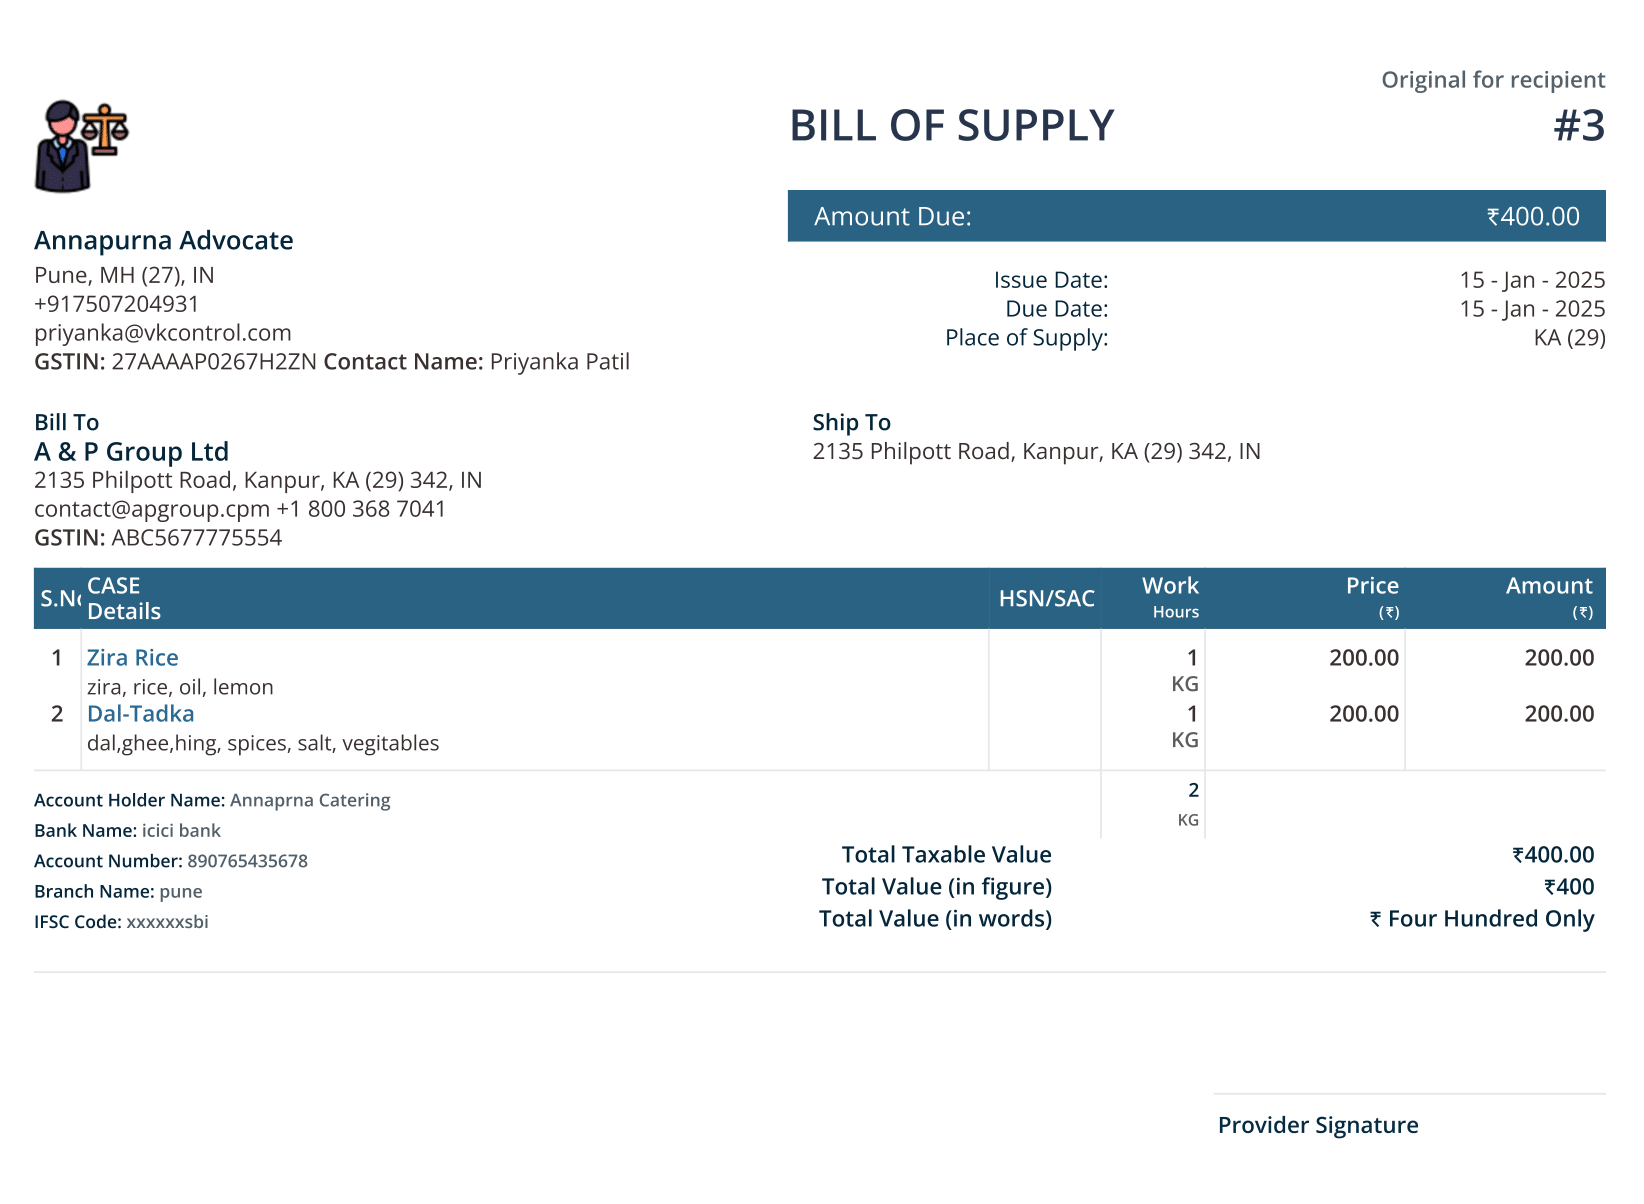 Original for recipient
BILL OF SUPPLY #3
Amount Due: ₹400.00
Annapurna Advocate
Pune, MH (27), IN
+917507204931
priyanka@vkcontrol.com
GSTIN: 27AAAAP0267H2ZN Contact Name: Priyanka Patil
Issue Date: 15 - Jan - 2025
Due Date: 15 - Jan - 2025
Place of Supply: KA (29)
Bill To
A & P Group Ltd
2135 Philpott Road, Kanpur, KA (29) 342, IN
contact@apgroup.cpm +1 800 368 7041
GSTIN: ABC5677775554
Ship To
2135 Philpott Road, Kanpur, KA (29) 342, IN
S.No CASE Details HSN/SAC Work Hours Price (₹) Amount (₹)
1 Zira Rice 1 200.00 200.00
zira, rice, oil, lemon KG
2 Dal-Tadka 1 200.00 200.00
dal,ghee,hing, spices, salt, vegitables KG
2
KG
Account Holder Name: Annaprna Catering
Bank Name: icici bank
Account Number: 890765435678
Branch Name: pune
IFSC Code: xxxxxxsbi
Total Taxable Value ₹400.00
Total Value (in figure) ₹400
Total Value (in words) ₹ Four Hundred Only
Provider Signature